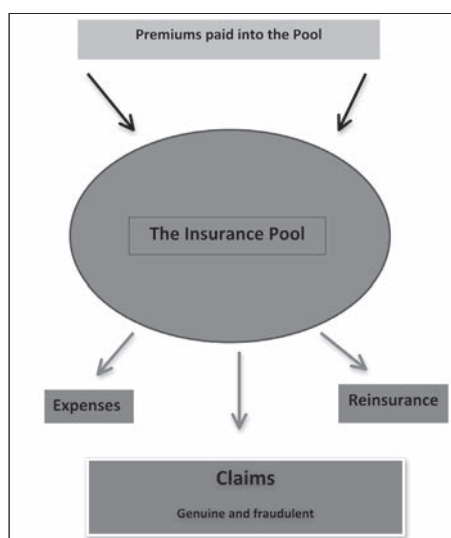 Premiums paid into the Pool
The Insurance Pool
Expenses
Reinsurance
Claims
Genuine and fraudulent